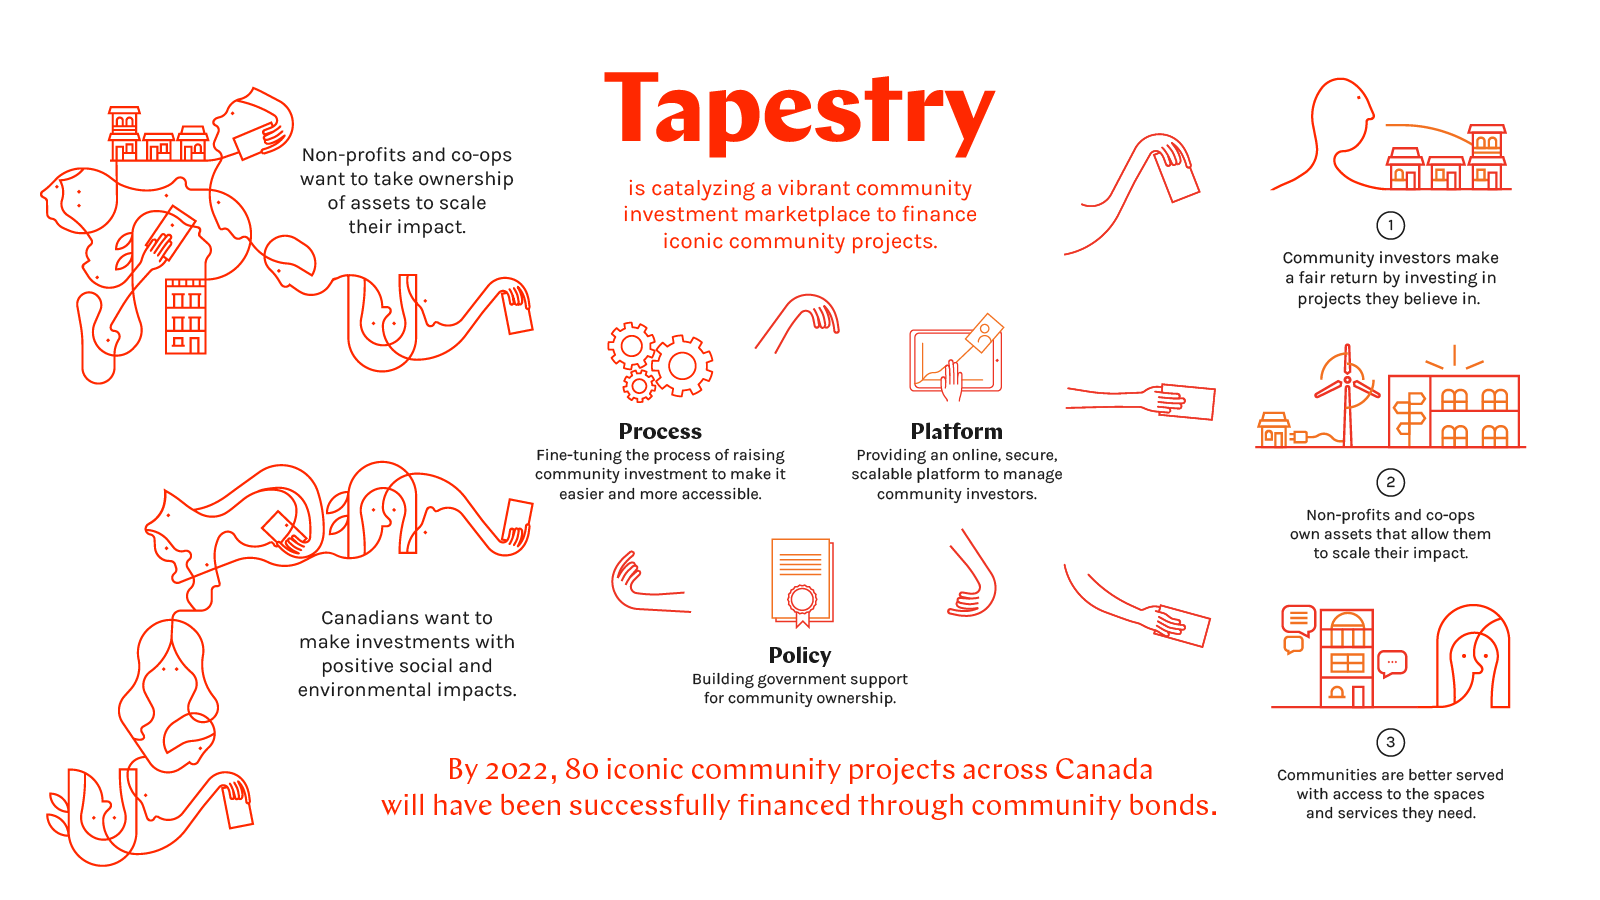 Tapestry
is catalyzing a vibrant community
investment marketplace to finance
iconic community projects.
Non-profits and co-ops
want to take ownership
of assets to scale
their impact.
Canadians want to
make investments with
positive social and
environmental impacts.
Process
Fine-tuning the process of raising
community investment to make it
easier and more accessible.
Platform
Providing an online, secure,
scalable platform to manage
community investors.
Policy
Building government support
for community ownership.
1
Community investors make
a fair return by investing in
projects they believe in.
2
Non-profits and co-ops
own assets that allow them
to scale their impact.
3
Communities are better served
with access to the spaces
and services they need.
By 2022, 80 iconic community projects across Canada
will have been successfully financed through community bonds.